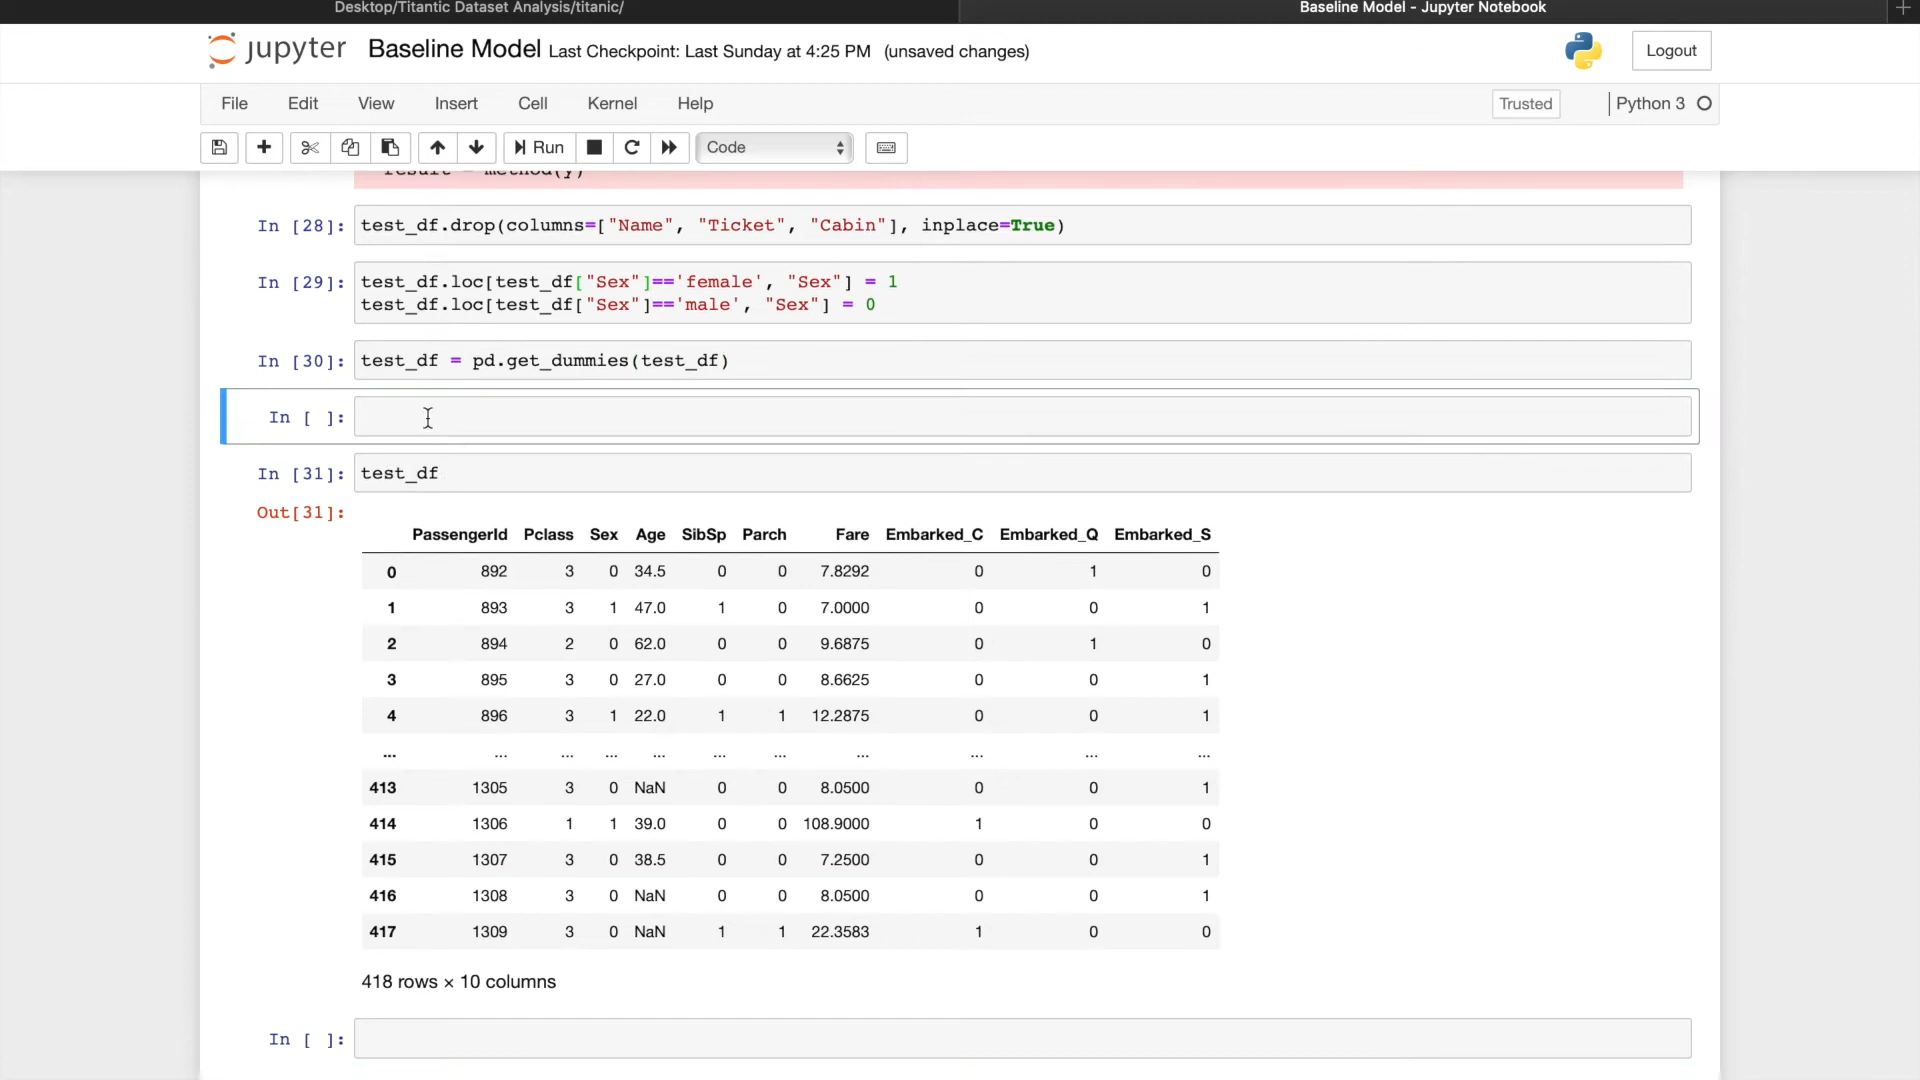 Desktop/Titantic Dataset Analysis/titanic/
Baseline Model - Jupyter Notebook
jupyter Baseline Model Last Checkpoint: Last Sunday at 4:25 PM (unsaved changes)
Logout
File Edit View Insert Cell Kernel Help
Trusted
Python 3
Run
Code
result = method(y)
In [28]: test_df.drop(columns=["Name", "Ticket", "Cabin"], inplace=True)
In [29]: test_df.loc[test_df["Sex"]=='female', "Sex"] = 1
test_df.loc[test_df["Sex"]=='male', "Sex"] = 0
In [30]: test_df = pd.get_dummies(test_df)
In [ ]:
In [31]: test_df
Out[31]:
PassengerId Pclass Sex Age SibSp Parch Fare Embarked_C Embarked_Q Embarked_S
0 892 3 0 34.5 0 0 7.8292 0 1 0
1 893 3 1 47.0 1 0 7.0000 0 0 1
2 894 2 0 62.0 0 0 9.6875 0 1 0
3 895 3 0 27.0 0 0 8.6625 0 0 1
4 896 3 1 22.0 1 1 12.2875 0 0 1
... ... ... ... ... ... ... ... ... ... ...
413 1305 3 0 NaN 0 0 8.0500 0 0 1
414 1306 1 1 39.0 0 0 108.9000 1 0 0
415 1307 3 0 38.5 0 0 7.2500 0 0 1
416 1308 3 0 NaN 0 0 8.0500 0 0 1
417 1309 3 0 NaN 1 1 22.3583 1 0 0
418 rows × 10 columns
In [ ]: